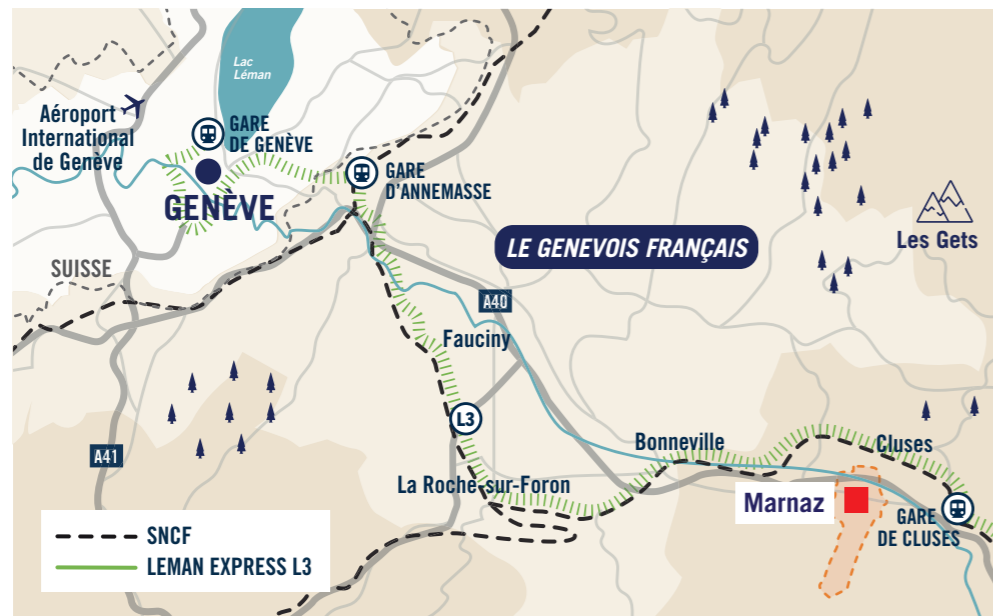 Lac
Léman
Aéroport
International
de Genève
GARE
DE GENÈVE
GENÈVE
GARE
D'ANNEMASSE
LE GENEVOIS FRANÇAIS
Les Gets
SUISSE
A40
Fauciny
L3
A41
La Roche-sur-Foron
Bonneville
Cluses
Marnaz
GARE
DE CLUSES
SNCF
LEMAN EXPRESS L3